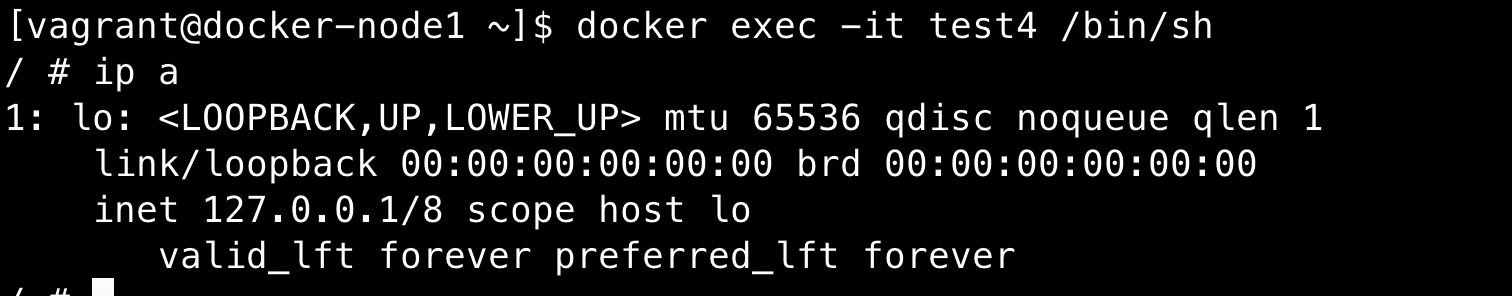 [vagrant@docker-node1 ~]$ docker exec -it test4 /bin/sh
/ # ip a
1: lo: <LOOPBACK,UP,LOWER_UP> mtu 65536 qdisc noqueue qlen 1
    link/loopback 00:00:00:00:00:00 brd 00:00:00:00:00:00
    inet 127.0.0.1/8 scope host lo
       valid_lft forever preferred_lft forever
/ #